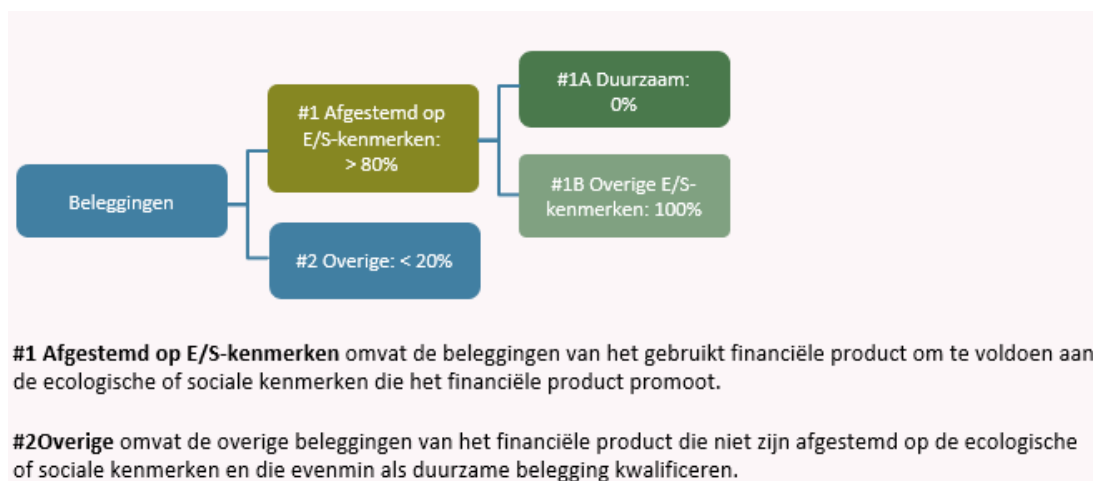 #1A Duurzaam:
0%
#1 Afgestemd op
E/S-kenmerken:
> 80%
#1B Overige E/S-
kenmerken: 100%
Beleggingen
#2 Overige: < 20%
#1 Afgestemd op E/S-kenmerken omvat de beleggingen van het gebruikt financiële product om te voldoen aan
de ecologische of sociale kenmerken die het financiële product promoot.
#2Overige omvat de overige beleggingen van het financiële product die niet zijn afgestemd op de ecologische
of sociale kenmerken en die evenmin als duurzame belegging kwalificeren.